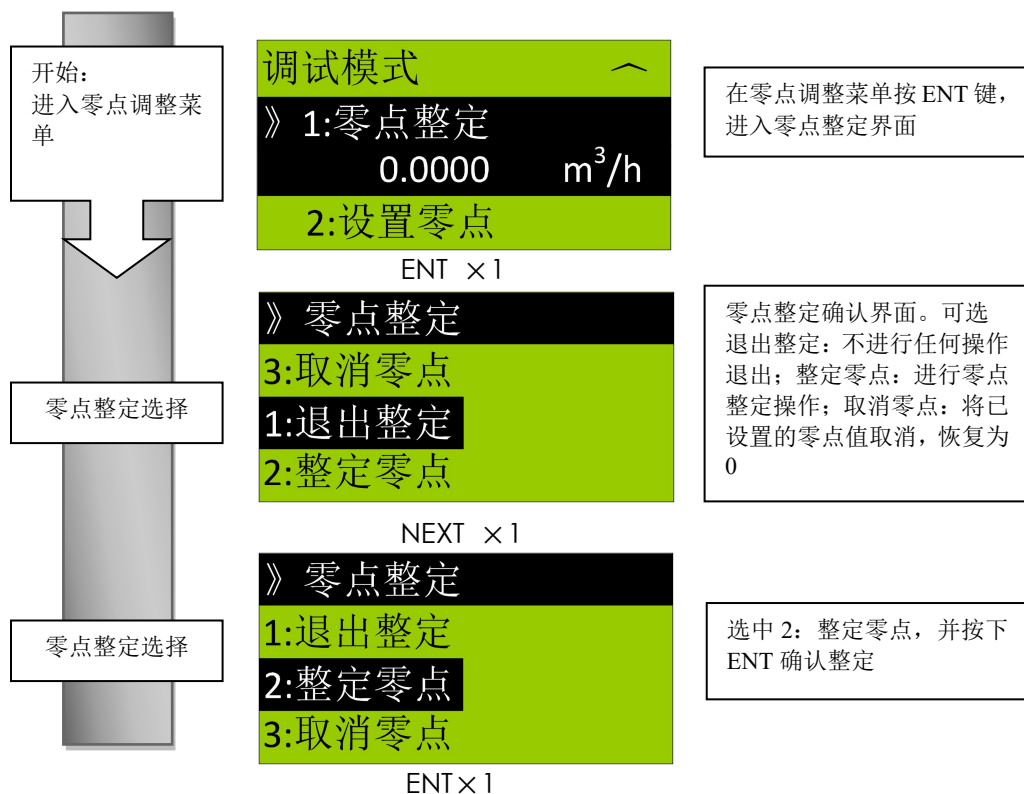 开始：
进入零点调整菜
单
调试模式 ︿
》1:零点整定
0.0000 m³/h
2:设置零点
在零点调整菜单按 ENT 键，
进入零点整定界面
ENT ×1
零点整定选择
》零点整定
3:取消零点
1:退出整定
2:整定零点
零点整定确认界面。可选
退出整定：不进行任何操作
退出；整定零点：进行零点
整定操作；取消零点：将已
设置的零点值取消，恢复为
0
NEXT ×1
零点整定选择
》零点整定
1:退出整定
2:整定零点
3:取消零点
选中 2：整定零点，并按下
ENT 确认整定
ENT×1